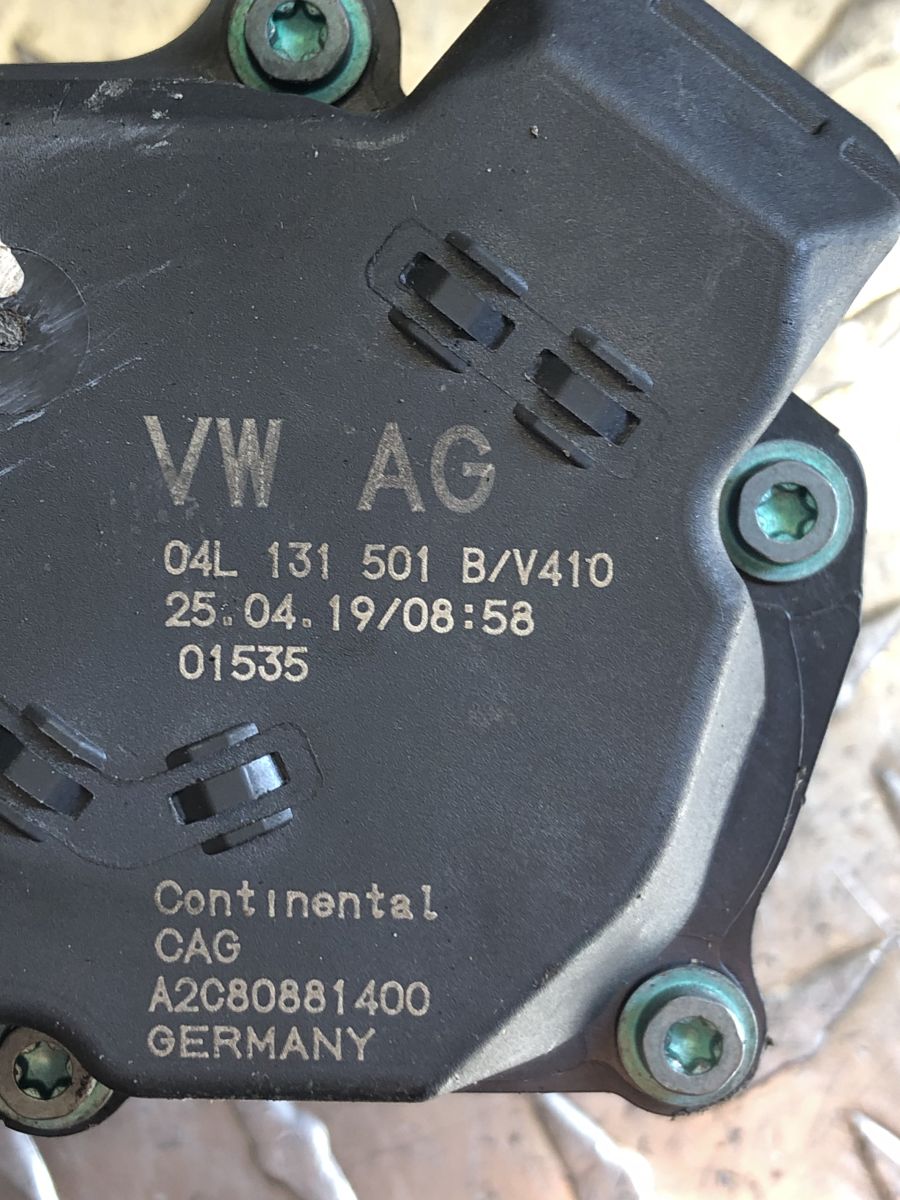 VW AG
04L 131 501 B/V410
25.04.19/08:58
01535
Continental
CAG
A2C80881400
GERMANY